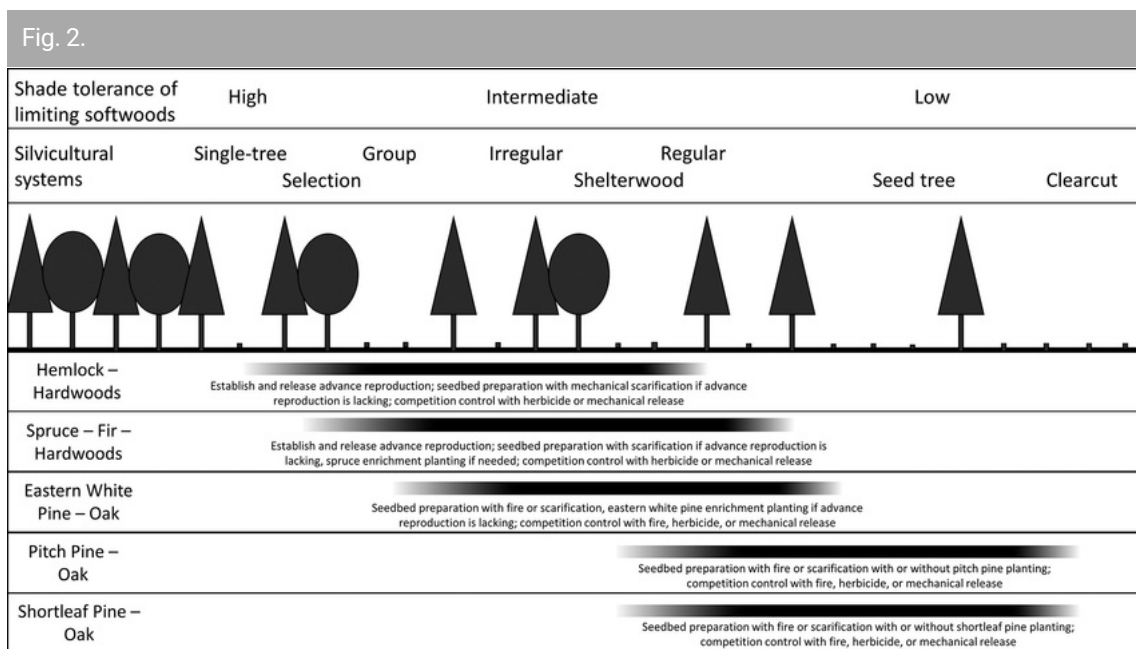 Fig. 2.
Shade tolerance of
limiting softwoods
High
Intermediate
Low
Silvicultural
systems
Single-tree
Group
Irregular
Regular
Selection
Shelterwood
Seed tree
Clearcut
Hemlock –
Hardwoods
Establish and release advance reproduction; seedbed preparation with mechanical scarification if advance
reproduction is lacking; competition control with herbicide or mechanical release
Spruce – Fir –
Hardwoods
Establish and release advance reproduction; seedbed preparation with scarification if advance reproduction is
lacking, spruce enrichment planting if needed; competition control with herbicide or mechanical release
Eastern White
Pine – Oak
Seedbed preparation with fire or scarification, eastern white pine enrichment planting if advance
reproduction is lacking; competition control with fire, herbicide, or mechanical release
Pitch Pine –
Oak
Seedbed preparation with fire or scarification with or without pitch pine planting;
competition control with fire, herbicide, or mechanical release
Shortleaf Pine –
Oak
Seedbed preparation with fire or scarification with or without shortleaf pine planting;
competition control with fire, herbicide, or mechanical release